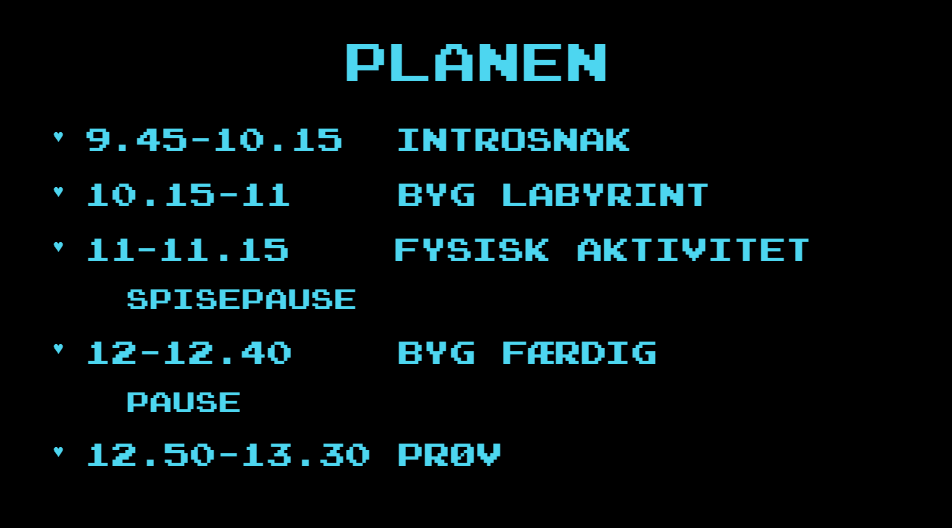 PLANEN
♥ 9.45-10.15 INTROSNAK
♥ 10.15-11 BYG LABYRINT
♥ 11-11.15 FYSISK AKTIVITET
SPISEPAUSE
♥ 12-12.40 BYG FÆRDIG
PAUSE
♥ 12.50-13.30 PRØV